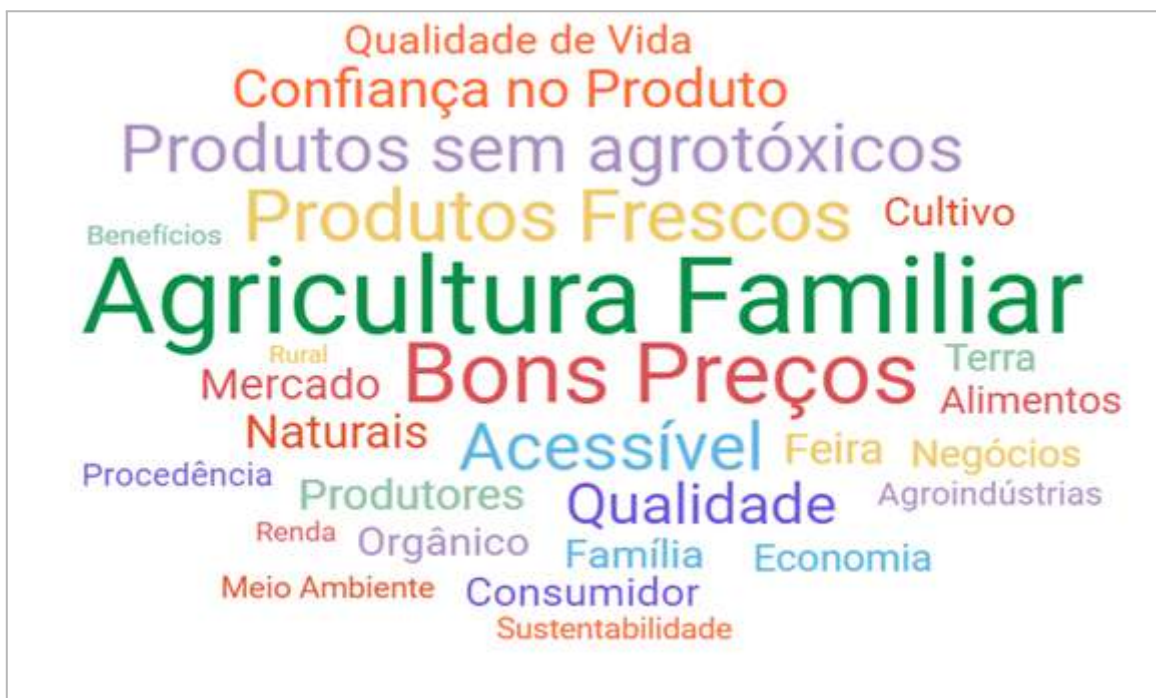 Qualidade de Vida
Confiança no Produto
Produtos sem agrotóxicos
Produtos Frescos
Cultivo
Benefícios
Agricultura Familiar
Rural
Bons Preços
Terra
Mercado
Alimentos
Naturais
Acessível
Feira
Negócios
Procedência
Produtores
Qualidade
Agroindústrias
Renda
Orgânico
Família
Economia
Meio Ambiente
Consumidor
Sustentabilidade